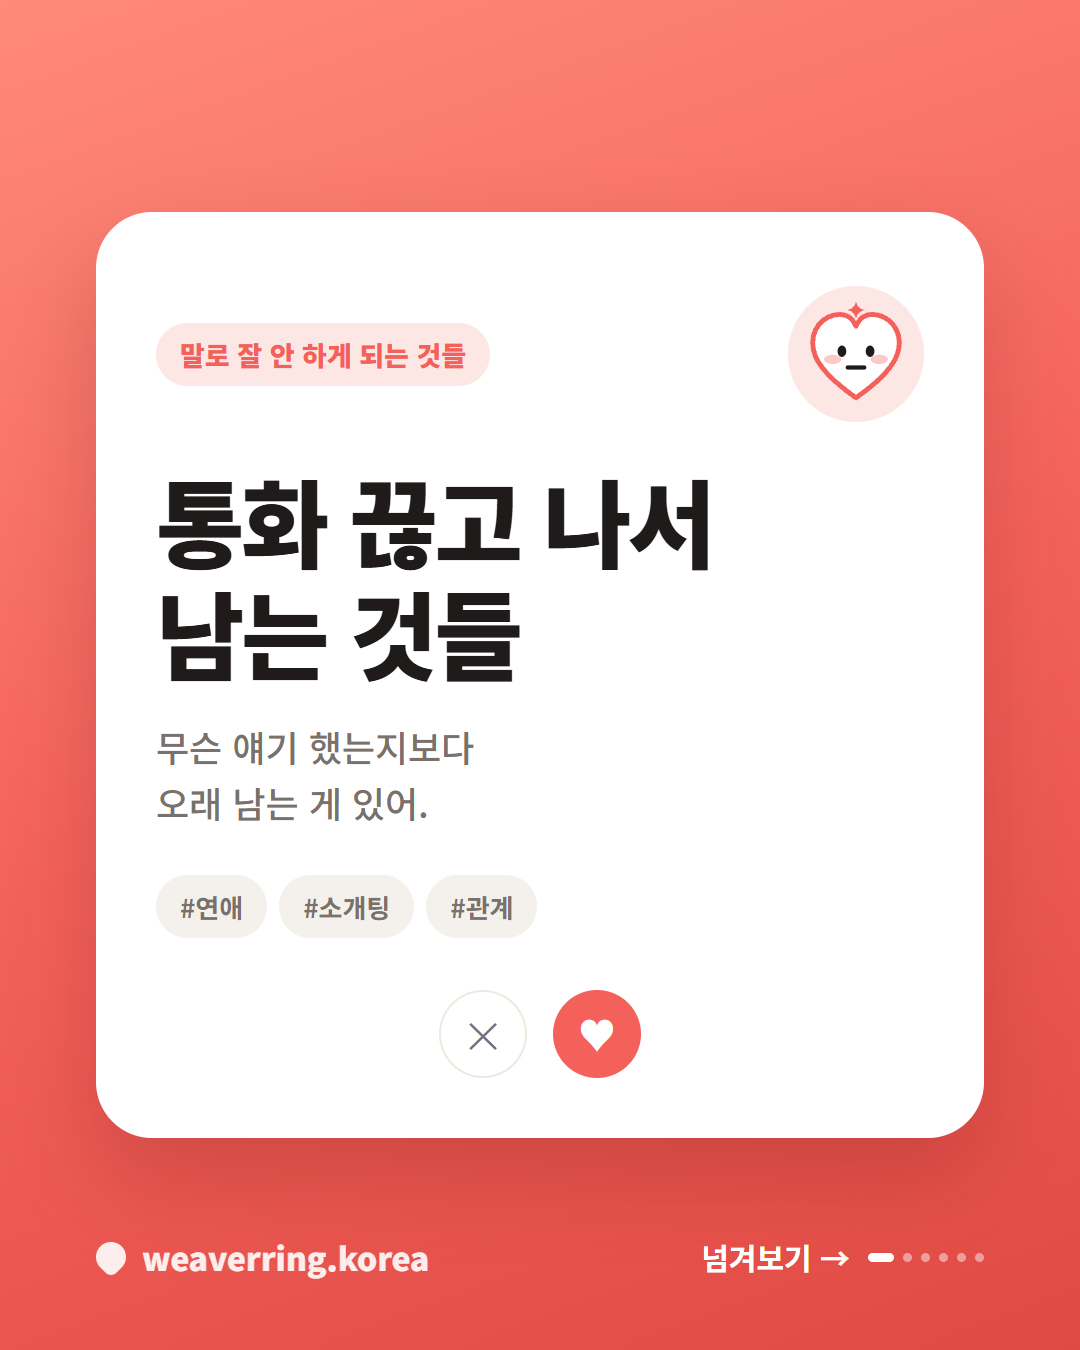 말로 잘 안 하게 되는 것들
통화 끊고 나서
남는 것들
무슨 얘기 했는지보다
오래 남는 게 있어.
#연애 #소개팅 #관계
weaverring.korea
넘겨보기 →